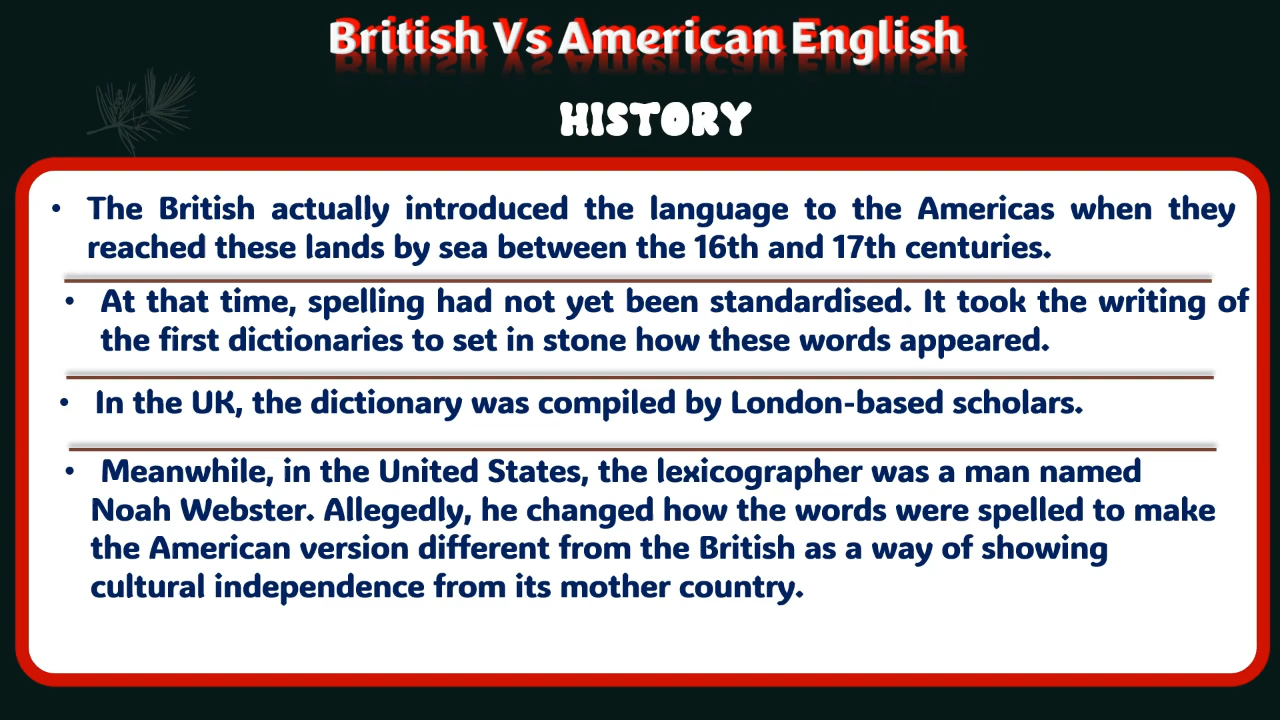 British Vs American English
HISTORY
• The British actually introduced the language to the Americas when they
reached these lands by sea between the 16th and 17th centuries.
• At that time, spelling had not yet been standardised. It took the writing of
the first dictionaries to set in stone how these words appeared.
• In the UK, the dictionary was compiled by London-based scholars.
• Meanwhile, in the United States, the lexicographer was a man named
Noah Webster. Allegedly, he changed how the words were spelled to make
the American version different from the British as a way of showing
cultural independence from its mother country.